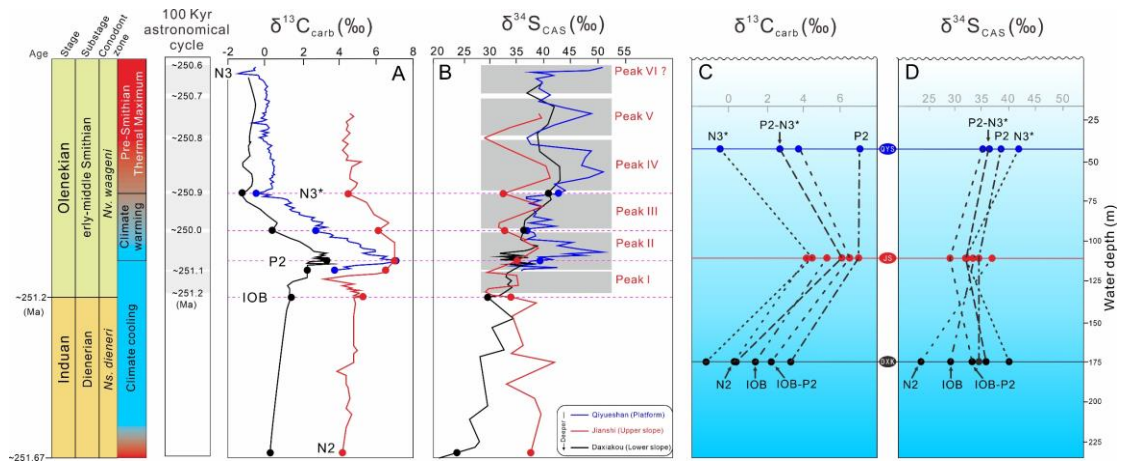 Age
Stage
Substage
Conodont
zone
100 Kyr
astronomical
cycle
δ13Ccarb(‰)
δ34SCAS(‰)
δ13Ccarb(‰)
δ34SCAS(‰)
-2 0 2 4 6 8
20 25 30 35 40 45 50 55
A
B
C
D
~251.2
(Ma)
~251.67
Olenekian
Induan
erly-middle Smithian
Dienerian
Nv. waageni
Ns. dieneri
Pre-Smithian
Thermal Maximum
Climate
warming
Climate cooling
~250.6
~250.7
~250.8
~250.9
~250.0
~251.1
~251.2
(Ma)
N3
N3*
P2
IOB
N2
Peak VI ?
Peak V
Peak IV
Peak III
Peak II
Peak I
Deeper
Qiyueshan (Platform)
Jianshi (Upper slope)
Daxiakou (Lower slope)
0 2 4 6
N3*
P2-N3*
P2
N2
IOB
IOB-P2
25 30 35 40 45 50
P2-N3*
P2
N3*
N2
IOB
IOB-P2
QYS
JS
DXK
25
50
75
100
125
150
175
200
225
Water depth (m)